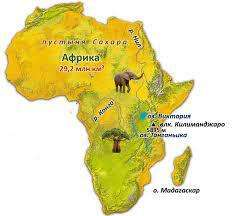 пустыня Сахара
р. Нил
Африка
29,2 млн км²
р. Конго
оз. Виктория
влк. Килиманджаро
5895 м
оз. Танганьика
о. Мадагаскар